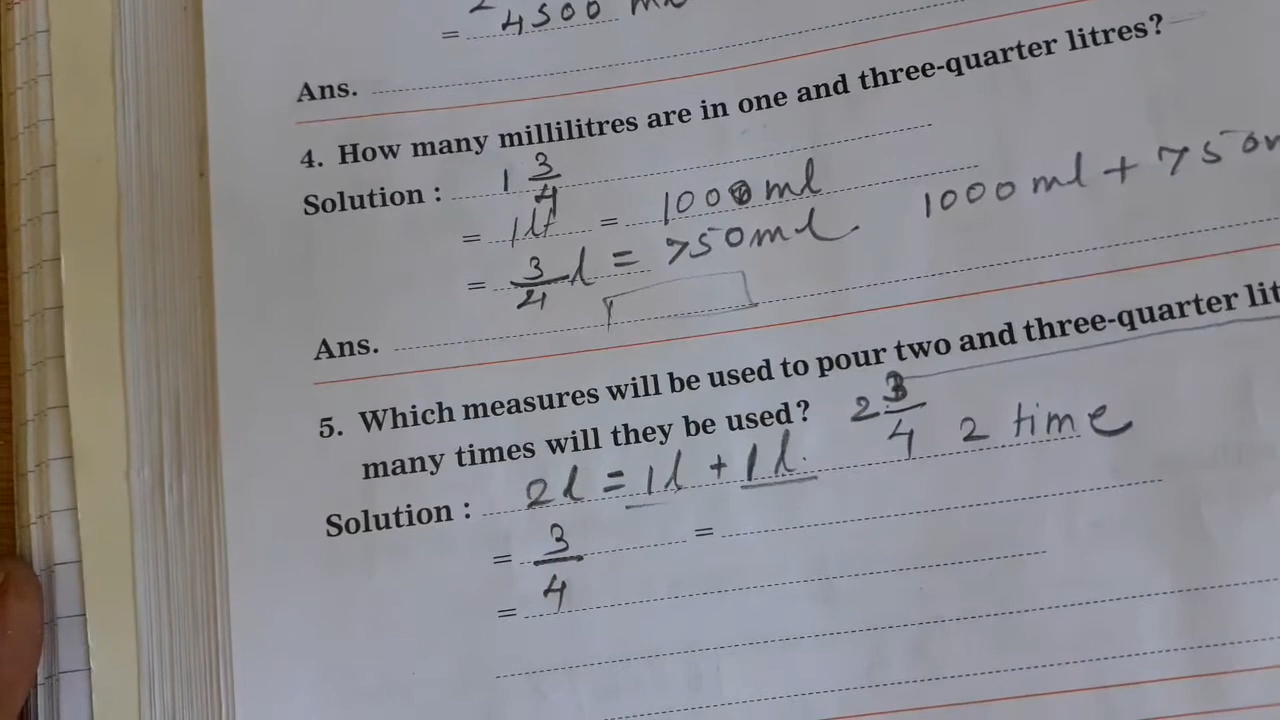 = 4500 ml
Ans.
4. How many millilitres are in one and three-quarter litres?
Solution : 1 3/4
= 1lt = 1000 ml 1000 ml + 750 m
= 3/4 l = 750 ml
Ans.
5. Which measures will be used to pour two and three-quarter lit
many times will they be used? 2 3/4 2 time
Solution : 2l = 1l + 1l.
= 3/4 =
=